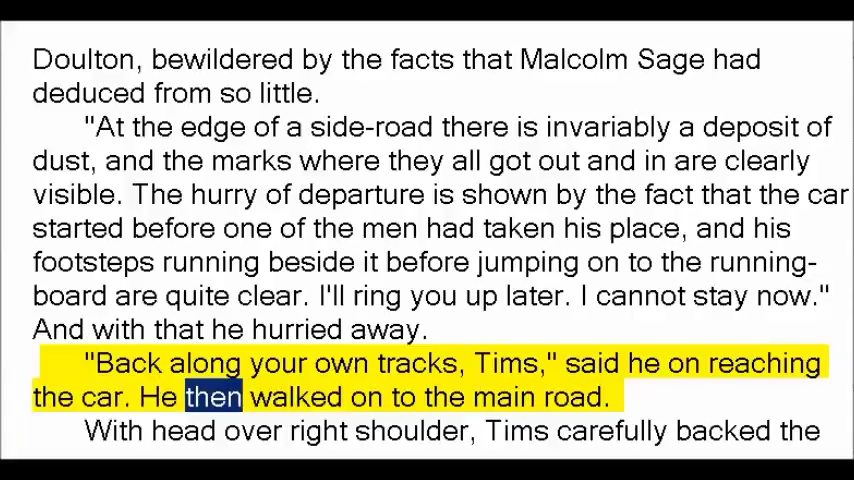 Doulton, bewildered by the facts that Malcolm Sage had
deduced from so little.
"At the edge of a side-road there is invariably a deposit of
dust, and the marks where they all got out and in are clearly
visible. The hurry of departure is shown by the fact that the car
started before one of the men had taken his place, and his
footsteps running beside it before jumping on to the running-
board are quite clear. I'll ring you up later. I cannot stay now."
And with that he hurried away.
"Back along your own tracks, Tims," said he on reaching
the car. He then walked on to the main road.
With head over right shoulder, Tims carefully backed the